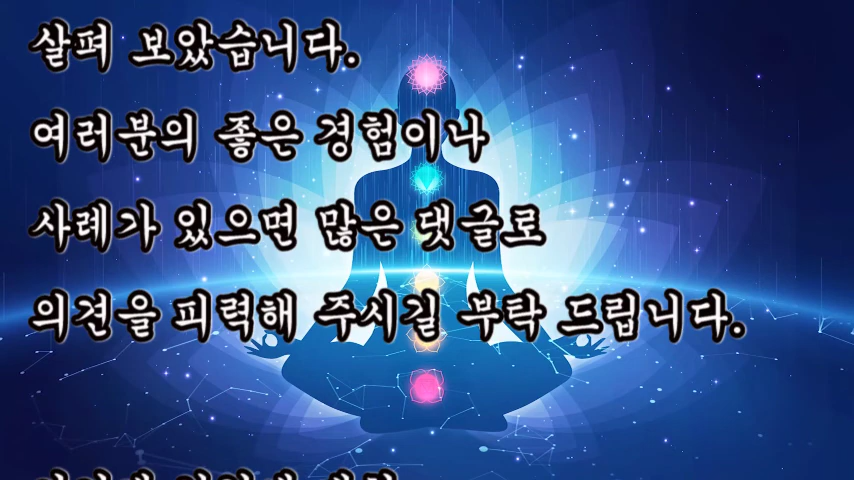 살펴 보았습니다.
여러분의 좋은 경험이나
사례가 있으면 많은 댓글로
의견을 피력해 주시길 부탁 드립니다.